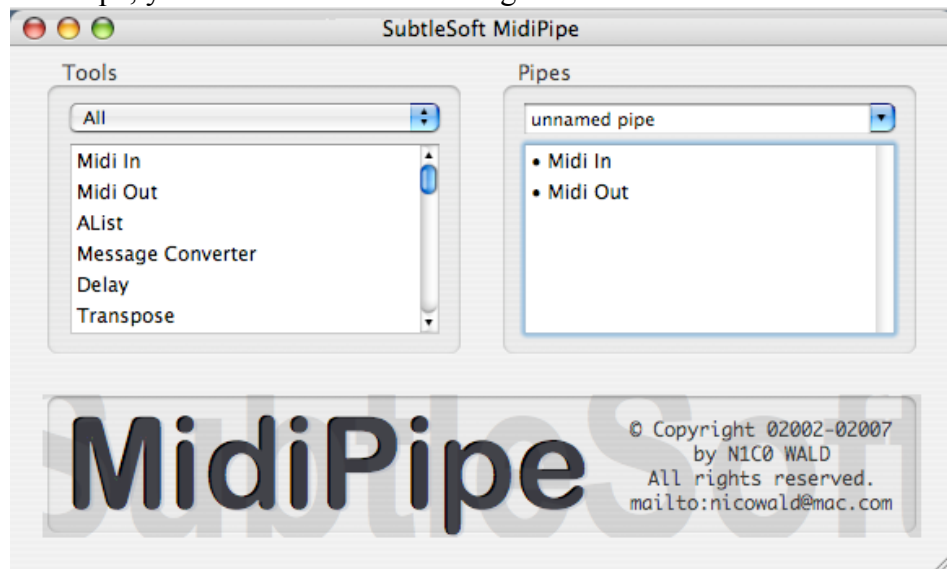 SubtleSoft MidiPipe
Tools
All
Midi In
Midi Out
AList
Message Converter
Delay
Transpose
Pipes
unnamed pipe
• Midi In
• Midi Out
SubtleSoft
MidiPipe
© Copyright 02002-02007
by N1C0 WALD
All rights reserved.
mailto:nicowald@mac.com